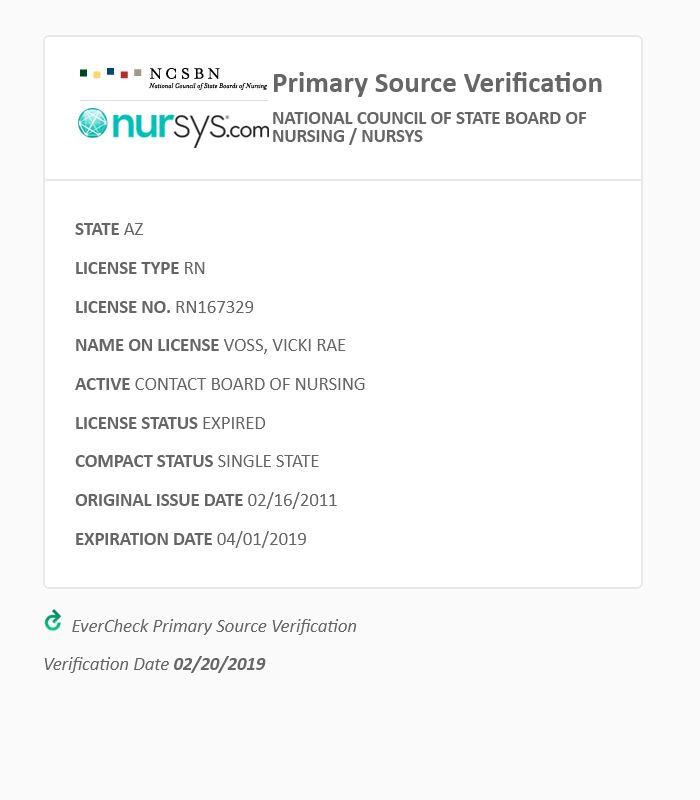 NCSBN
National Council of State Boards of Nursing
nursys.com
Primary Source Verification
NATIONAL COUNCIL OF STATE BOARD OF
NURSING / NURSYS
STATE AZ
LICENSE TYPE RN
LICENSE NO. RN167329
NAME ON LICENSE VOSS, VICKI RAE
ACTIVE CONTACT BOARD OF NURSING
LICENSE STATUS EXPIRED
COMPACT STATUS SINGLE STATE
ORIGINAL ISSUE DATE 02/16/2011
EXPIRATION DATE 04/01/2019
EverCheck Primary Source Verification
Verification Date 02/20/2019